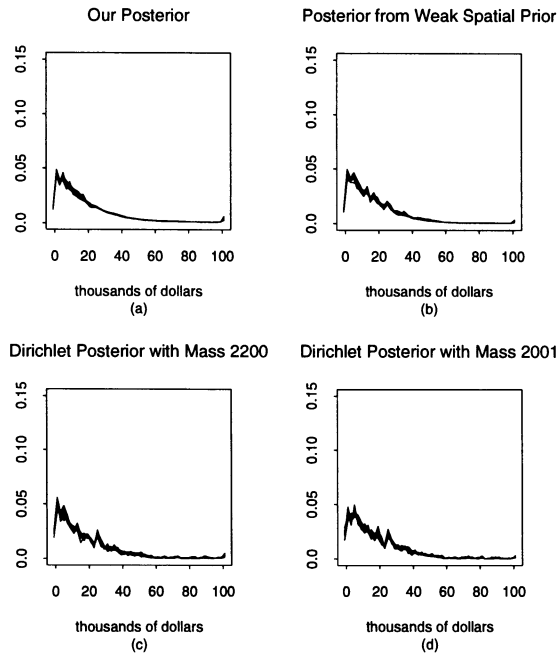 Our Posterior
Posterior from Weak Spatial Prior
0.15
0.10
0.05
0.0
0 20 40 60 80 100
thousands of dollars
(a)
0.15
0.10
0.05
0.0
0 20 40 60 80 100
thousands of dollars
(b)
Dirichlet Posterior with Mass 2200
Dirichlet Posterior with Mass 2001
0.15
0.10
0.05
0.0
0 20 40 60 80 100
thousands of dollars
(c)
0.15
0.10
0.05
0.0
0 20 40 60 80 100
thousands of dollars
(d)